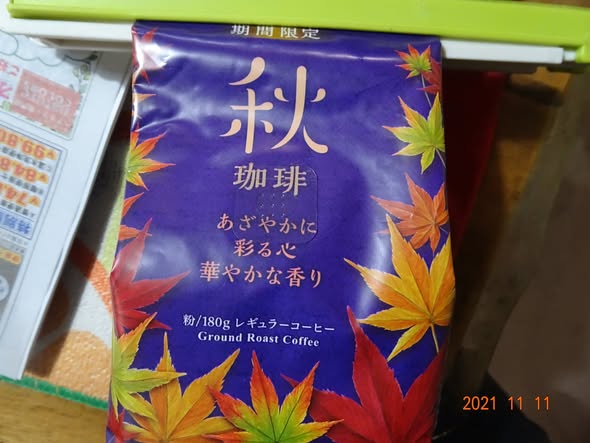 期間限定
秋
珈琲
あざやかに
彩る心
華やかな香り
粉/180g レギュラーコーヒー
Ground Roast Coffee
2021 11 11